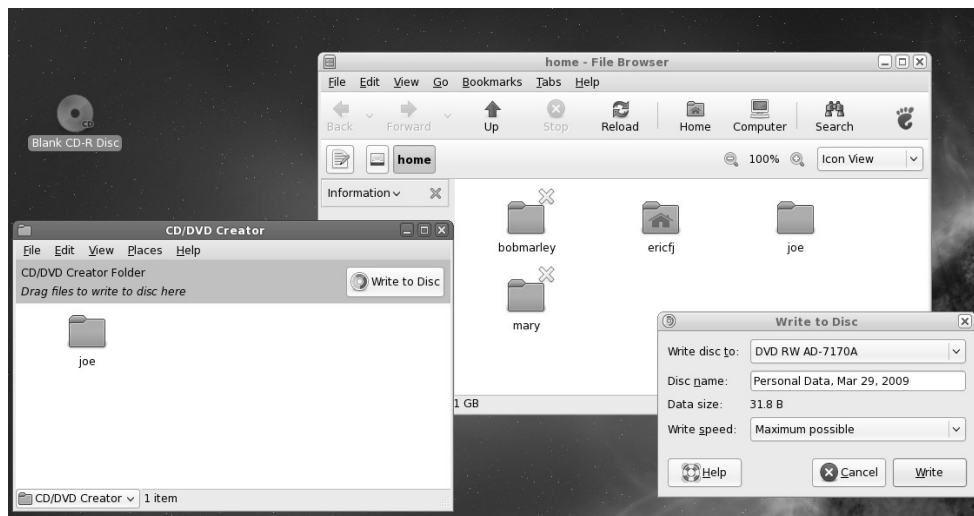 CD
Blank CD-R Disc
home - File Browser
File Edit View Go Bookmarks Tabs Help
Back Forward Up Stop Reload Home Computer Search
home 100% Icon View
Information
bobmarley ericfj joe
mary
1 GB
CD/DVD Creator
File Edit View Places Help
CD/DVD Creator Folder
Drag files to write to disc here
Write to Disc
joe
CD/DVD Creator 1 item
Write to Disc
Write disc to: DVD RW AD-7170A
Disc name: Personal Data, Mar 29, 2009
Data size: 31.8 B
Write speed: Maximum possible
Help Cancel Write